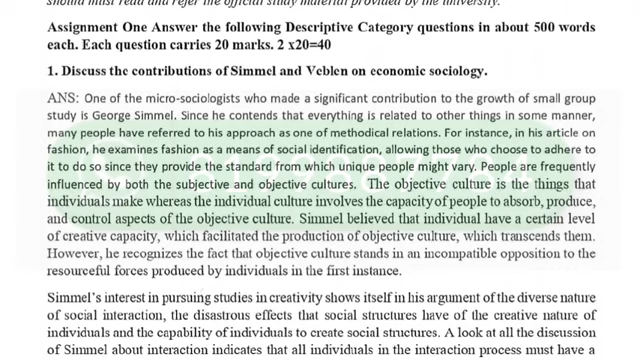 should must read and refer the official study material provided by the university.
Assignment One Answer the following Descriptive Category questions in about 500 words
each. Each question carries 20 marks. 2 x20=40
1. Discuss the contributions of Simmel and Veblen on economic sociology.
ANS: One of the micro-sociologists who made a significant contribution to the growth of small group
study is George Simmel. Since he contends that everything is related to other things in some manner,
many people have referred to his approach as one of methodical relations. For instance, in his article on
fashion, he examines fashion as a means of social identification, allowing those who choose to adhere to
it to do so since they provide the standard from which unique people might vary. People are frequently
influenced by both the subjective and objective cultures. The objective culture is the things that
individuals make whereas the individual culture involves the capacity of people to absorb, produce,
and control aspects of the objective culture. Simmel believed that individual have a certain level
of creative capacity, which facilitated the production of objective culture, which transcends them.
However, he recognizes the fact that objective culture stands in an incompatible opposition to the
resourceful forces produced by individuals in the first instance.
Simmel's interest in pursuing studies in creativity shows itself in his argument of the diverse nature
of social interaction, the disastrous effects that social structures have of the creative nature of
individuals and the capability of individuals to create social structures. A look at all the discussion
of Simmel about interaction indicates that all individuals in the interaction process must have a